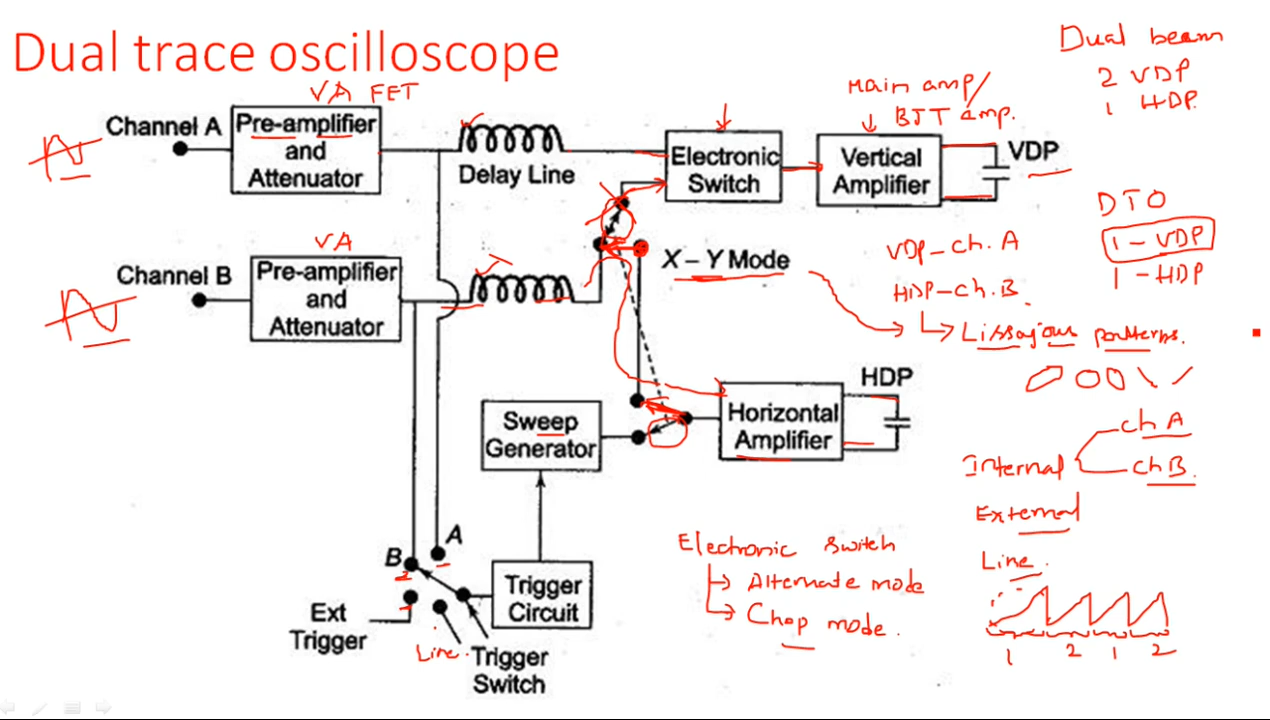 Dual trace oscilloscope
Dual beam
2 VDP
1 HDP
VA FET
Main amp/
BJT amp.
Channel A
Pre-amplifier
and
Attenuator
Delay Line
Electronic
Switch
Vertical
Amplifier
VDP
DTO
1 - VDP
1 - HDP
VA
Channel B
Pre-amplifier
and
Attenuator
X – Y Mode
VDP - Ch. A
HDP - Ch. B
Lissajous patterns.
HDP
Sweep
Generator
Horizontal
Amplifier
Internal
Ch A
Ch B
External
Line
A
B
Electronic Switch
Alternate mode
Chop mode.
Trigger
Circuit
Ext
Trigger
Line
Trigger
Switch
1 2 1 2